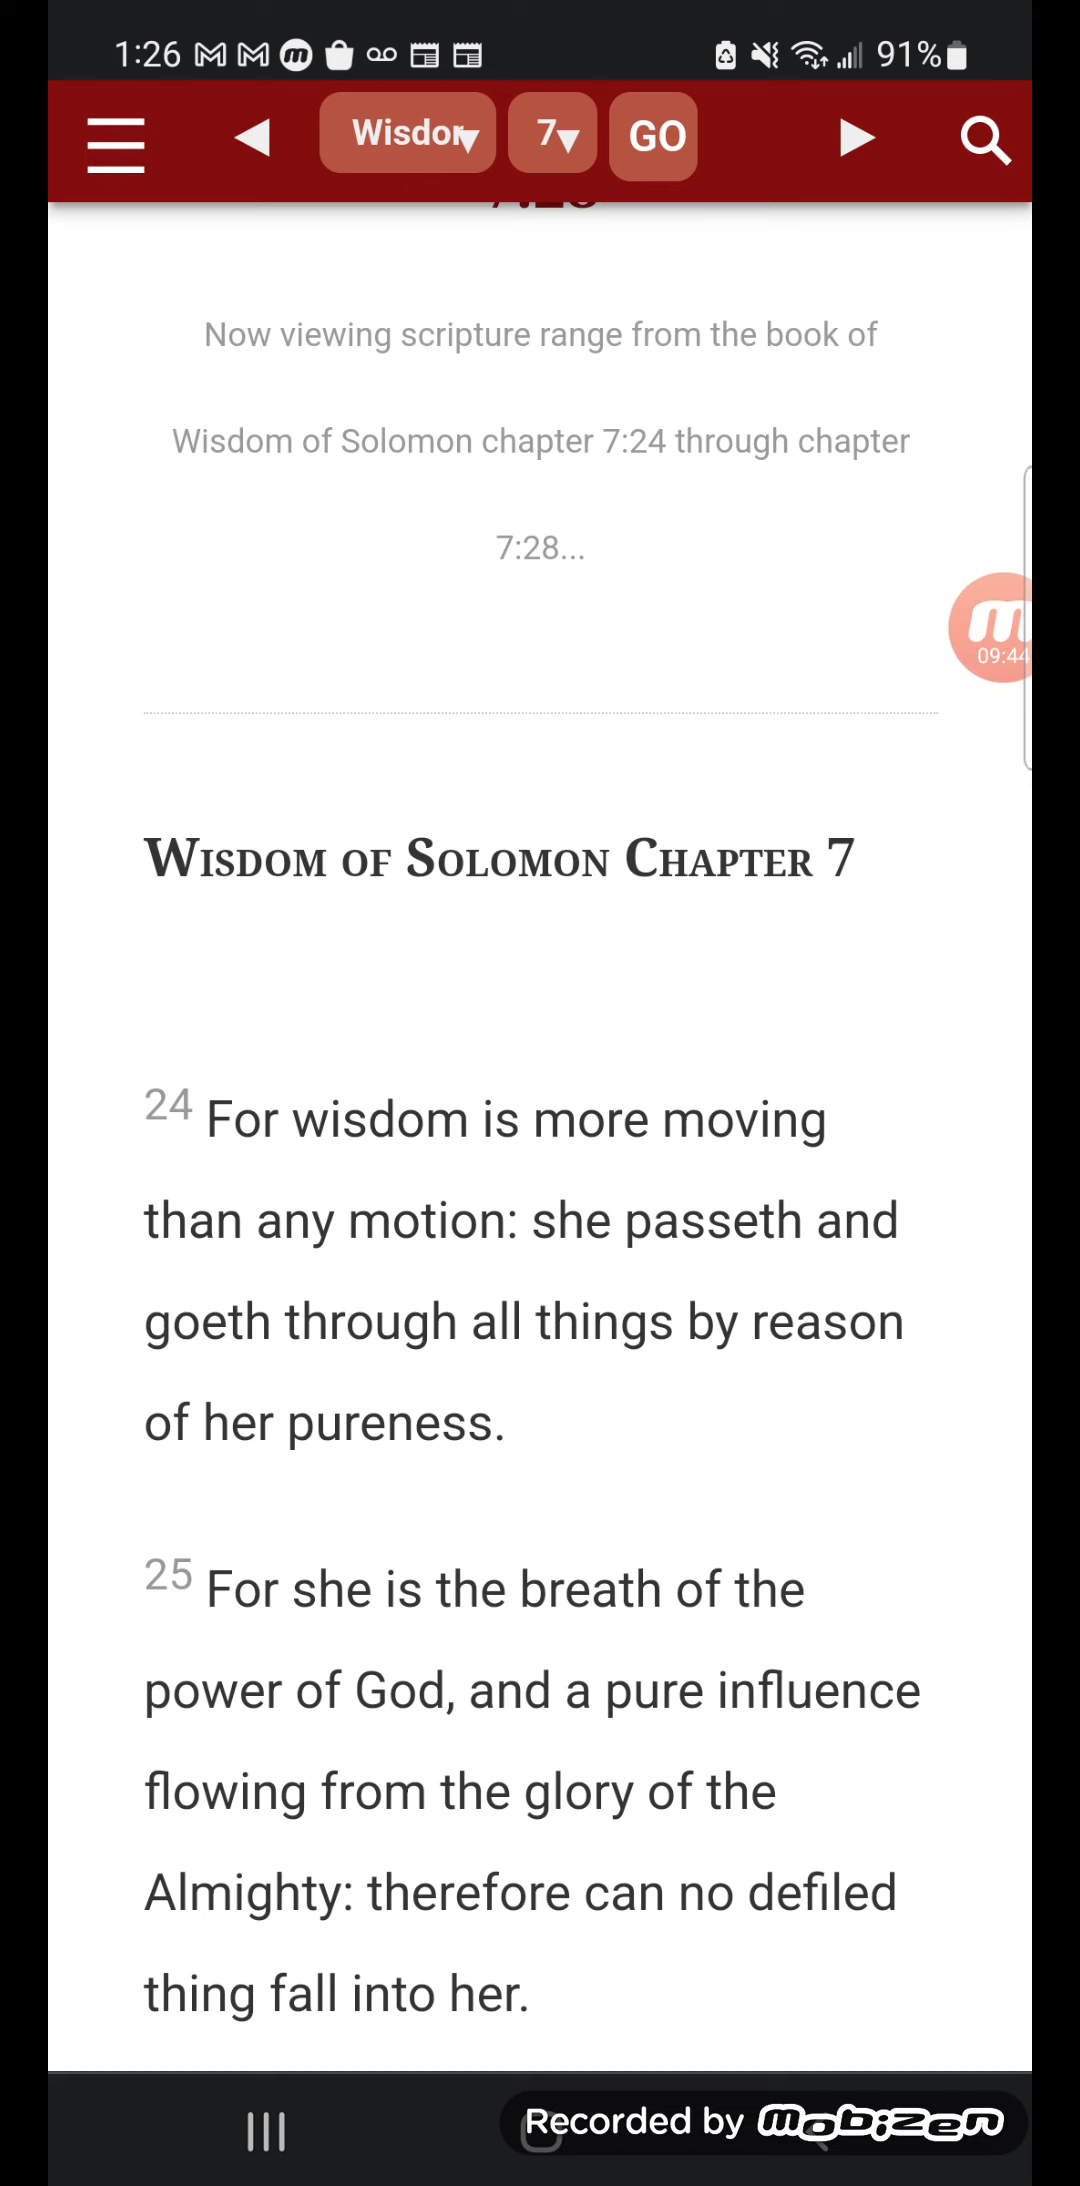 1:26 91%
Wisdom 7 GO
Now viewing scripture range from the book of
Wisdom of Solomon chapter 7:24 through chapter
7:28...
09:44
Wisdom of Solomon Chapter 7
24 For wisdom is more moving
than any motion: she passeth and
goeth through all things by reason
of her pureness.
25 For she is the breath of the
power of God, and a pure influence
flowing from the glory of the
Almighty: therefore can no defiled
thing fall into her.
Recorded by mobizen